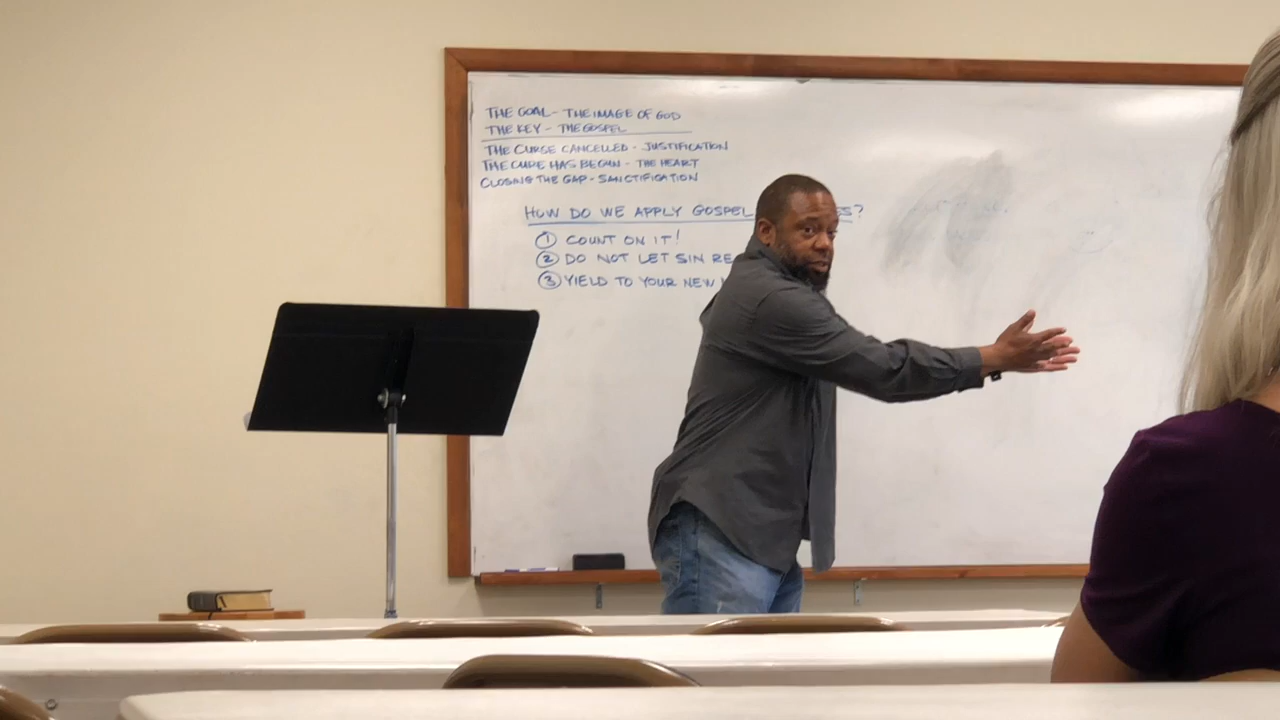 THE GOAL - THE IMAGE OF GOD
THE KEY - THE GOSPEL
THE CURSE CANCELLED - JUSTIFICATION
THE CURE HAS BEGUN - THE HEART
CLOSING THE GAP - SANCTIFICATION
HOW DO WE APPLY GOSPEL ?
① COUNT ON IT!
② DO NOT LET SIN
③ YIELD TO YOUR NEW